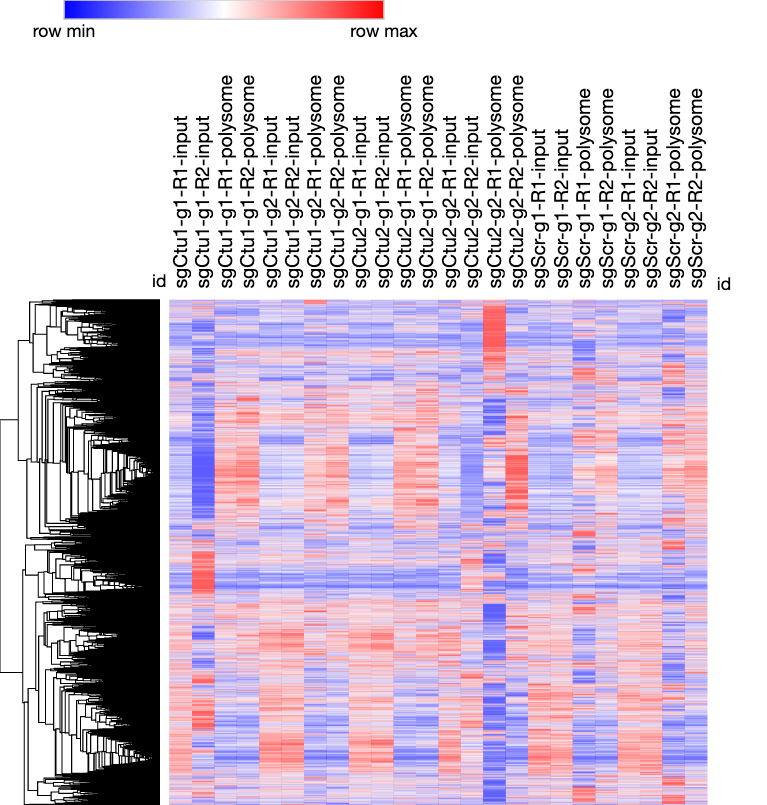 row min
row max
id
sgCtu1-g1-R1-input
sgCtu1-g1-R2-input
sgCtu1-g1-R1-polysome
sgCtu1-g1-R2-polysome
sgCtu1-g2-R1-input
sgCtu1-g2-R2-input
sgCtu1-g2-R1-polysome
sgCtu1-g2-R2-polysome
sgCtu2-g1-R1-input
sgCtu2-g1-R2-input
sgCtu2-g1-R1-polysome
sgCtu2-g1-R2-polysome
sgCtu2-g2-R1-input
sgCtu2-g2-R2-input
sgCtu2-g2-R1-polysome
sgCtu2-g2-R2-polysome
sgScr-g1-R1-input
sgScr-g1-R2-input
sgScr-g1-R1-polysome
sgScr-g1-R2-polysome
sgScr-g2-R1-input
sgScr-g2-R2-input
sgScr-g2-R1-polysome
sgScr-g2-R2-polysome
id